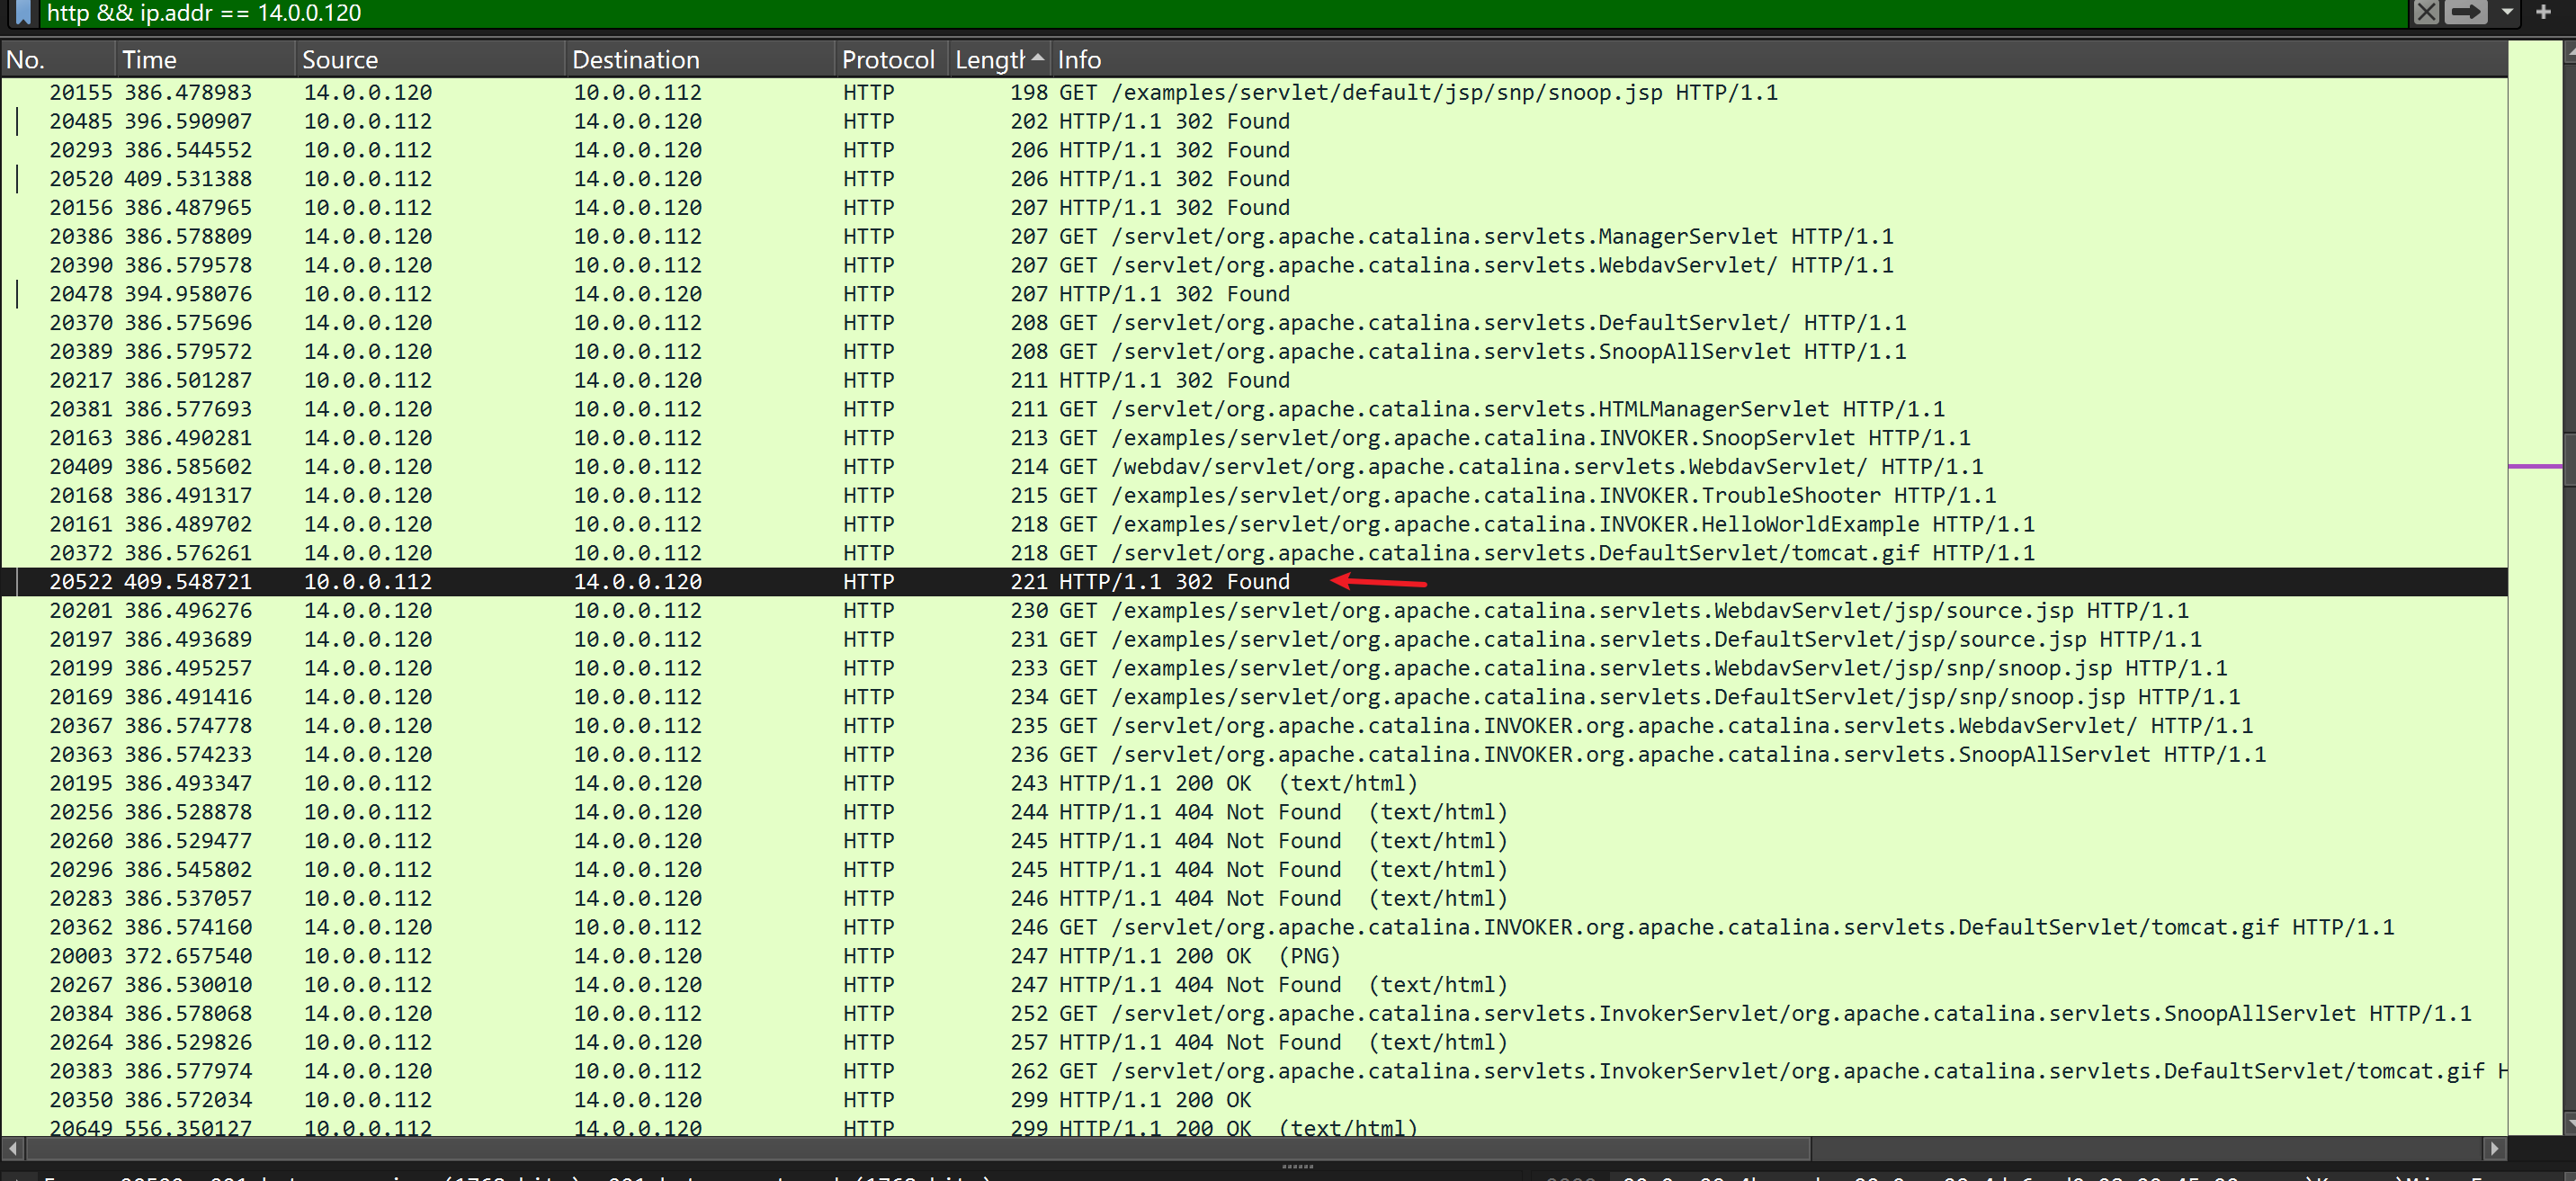 http && ip.addr == 14.0.0.120
No. Time Source Destination Protocol Length Info
20155 386.478983 14.0.0.120 10.0.0.112 HTTP 198 GET /examples/servlet/default/jsp/snp/snoop.jsp HTTP/1.1
20485 396.590907 10.0.0.112 14.0.0.120 HTTP 202 HTTP/1.1 302 Found
20293 386.544552 10.0.0.112 14.0.0.120 HTTP 206 HTTP/1.1 302 Found
20520 409.531388 10.0.0.112 14.0.0.120 HTTP 206 HTTP/1.1 302 Found
20156 386.487965 10.0.0.112 14.0.0.120 HTTP 207 HTTP/1.1 302 Found
20386 386.578809 14.0.0.120 10.0.0.112 HTTP 207 GET /servlet/org.apache.catalina.servlets.ManagerServlet HTTP/1.1
20390 386.579578 14.0.0.120 10.0.0.112 HTTP 207 GET /servlet/org.apache.catalina.servlets.WebdavServlet/ HTTP/1.1
20478 394.958076 10.0.0.112 14.0.0.120 HTTP 207 HTTP/1.1 302 Found
20370 386.575696 14.0.0.120 10.0.0.112 HTTP 208 GET /servlet/org.apache.catalina.servlets.DefaultServlet/ HTTP/1.1
20389 386.579572 14.0.0.120 10.0.0.112 HTTP 208 GET /servlet/org.apache.catalina.servlets.SnoopAllServlet HTTP/1.1
20217 386.501287 10.0.0.112 14.0.0.120 HTTP 211 HTTP/1.1 302 Found
20381 386.577693 14.0.0.120 10.0.0.112 HTTP 211 GET /servlet/org.apache.catalina.servlets.HTMLManagerServlet HTTP/1.1
20163 386.490281 14.0.0.120 10.0.0.112 HTTP 213 GET /examples/servlet/org.apache.catalina.INVOKER.SnoopServlet HTTP/1.1
20409 386.585602 14.0.0.120 10.0.0.112 HTTP 214 GET /webdav/servlet/org.apache.catalina.servlets.WebdavServlet/ HTTP/1.1
20168 386.491317 14.0.0.120 10.0.0.112 HTTP 215 GET /examples/servlet/org.apache.catalina.INVOKER.TroubleShooter HTTP/1.1
20161 386.489702 14.0.0.120 10.0.0.112 HTTP 218 GET /examples/servlet/org.apache.catalina.INVOKER.HelloWorldExample HTTP/1.1
20372 386.576261 14.0.0.120 10.0.0.112 HTTP 218 GET /servlet/org.apache.catalina.servlets.DefaultServlet/tomcat.gif HTTP/1.1
20522 409.548721 10.0.0.112 14.0.0.120 HTTP 221 HTTP/1.1 302 Found
20201 386.496276 14.0.0.120 10.0.0.112 HTTP 230 GET /examples/servlet/org.apache.catalina.servlets.WebdavServlet/jsp/source.jsp HTTP/1.1
20197 386.493689 14.0.0.120 10.0.0.112 HTTP 231 GET /examples/servlet/org.apache.catalina.servlets.DefaultServlet/jsp/source.jsp HTTP/1.1
20199 386.495257 14.0.0.120 10.0.0.112 HTTP 233 GET /examples/servlet/org.apache.catalina.servlets.WebdavServlet/jsp/snp/snoop.jsp HTTP/1.1
20169 386.491416 14.0.0.120 10.0.0.112 HTTP 234 GET /examples/servlet/org.apache.catalina.servlets.DefaultServlet/jsp/snp/snoop.jsp HTTP/1.1
20367 386.574778 14.0.0.120 10.0.0.112 HTTP 235 GET /servlet/org.apache.catalina.INVOKER.org.apache.catalina.servlets.WebdavServlet/ HTTP/1.1
20363 386.574233 14.0.0.120 10.0.0.112 HTTP 236 GET /servlet/org.apache.catalina.INVOKER.org.apache.catalina.servlets.SnoopAllServlet HTTP/1.1
20195 386.493347 10.0.0.112 14.0.0.120 HTTP 243 HTTP/1.1 200 OK (text/html)
20256 386.528878 10.0.0.112 14.0.0.120 HTTP 244 HTTP/1.1 404 Not Found (text/html)
20260 386.529477 10.0.0.112 14.0.0.120 HTTP 245 HTTP/1.1 404 Not Found (text/html)
20296 386.545802 10.0.0.112 14.0.0.120 HTTP 245 HTTP/1.1 404 Not Found (text/html)
20283 386.537057 10.0.0.112 14.0.0.120 HTTP 246 HTTP/1.1 404 Not Found (text/html)
20362 386.574160 14.0.0.120 10.0.0.112 HTTP 246 GET /servlet/org.apache.catalina.INVOKER.org.apache.catalina.servlets.DefaultServlet/tomcat.gif HTTP/1.1
20003 372.657540 10.0.0.112 14.0.0.120 HTTP 247 HTTP/1.1 200 OK (PNG)
20267 386.530010 10.0.0.112 14.0.0.120 HTTP 247 HTTP/1.1 404 Not Found (text/html)
20384 386.578068 14.0.0.120 10.0.0.112 HTTP 252 GET /servlet/org.apache.catalina.servlets.InvokerServlet/org.apache.catalina.servlets.SnoopAllServlet HTTP/1.1
20264 386.529826 10.0.0.112 14.0.0.120 HTTP 257 HTTP/1.1 404 Not Found (text/html)
20383 386.577974 14.0.0.120 10.0.0.112 HTTP 262 GET /servlet/org.apache.catalina.servlets.InvokerServlet/org.apache.catalina.servlets.DefaultServlet/tomcat.gif H
20350 386.572034 10.0.0.112 14.0.0.120 HTTP 299 HTTP/1.1 200 OK
20649 556.350127 10.0.0.112 14.0.0.120 HTTP 299 HTTP/1.1 200 OK (text/html)